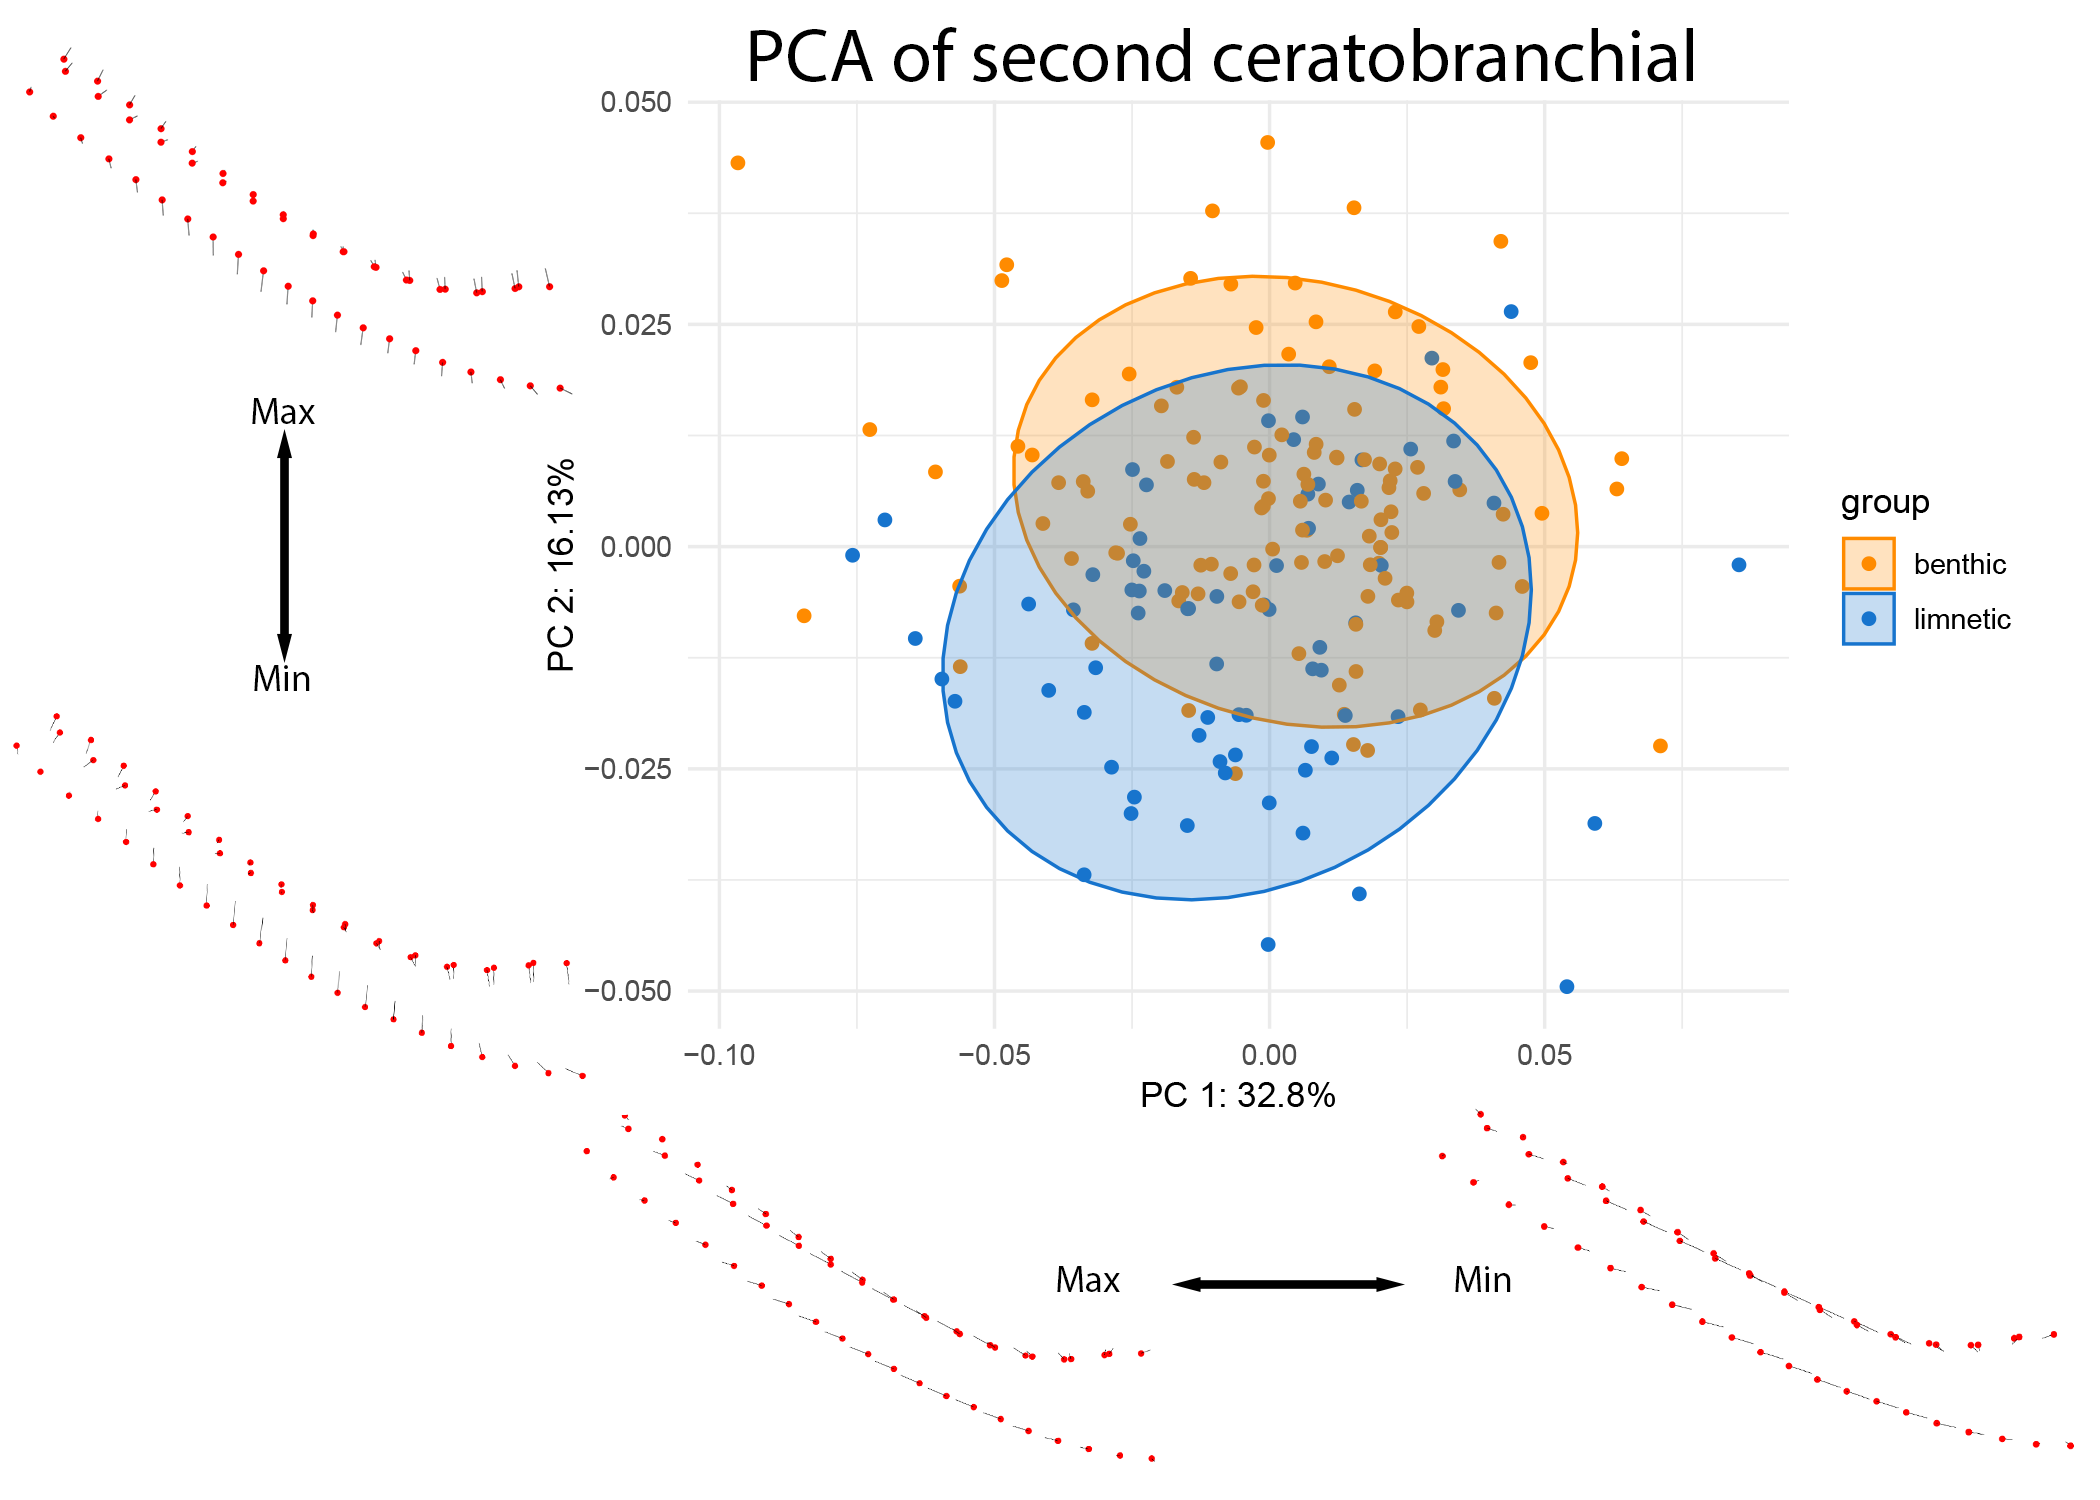 PCA of second ceratobranchial
0.050
0.025
0.000
−0.025
−0.050
PC 2: 16.13%
Max
Min
−0.10
−0.05
0.00
0.05
PC 1: 32.8%
group
benthic
limnetic
Max
Min